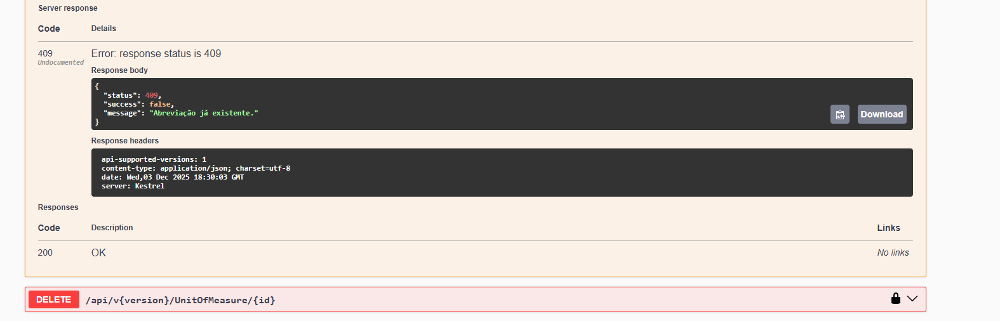 Server response
Code Details
409 Error: response status is 409
Undocumented
Response body
{
"status": 409,
"success": false,
"message": "Abreviação já existente."
}
Download
Response headers
api-supported-versions: 1
content-type: application/json; charset=utf-8
date: Wed,03 Dec 2025 18:30:03 GMT
server: Kestrel
Responses
Code Description Links
200 OK No links
DELETE /api/v{version}/UnitOfMeasure/{id}